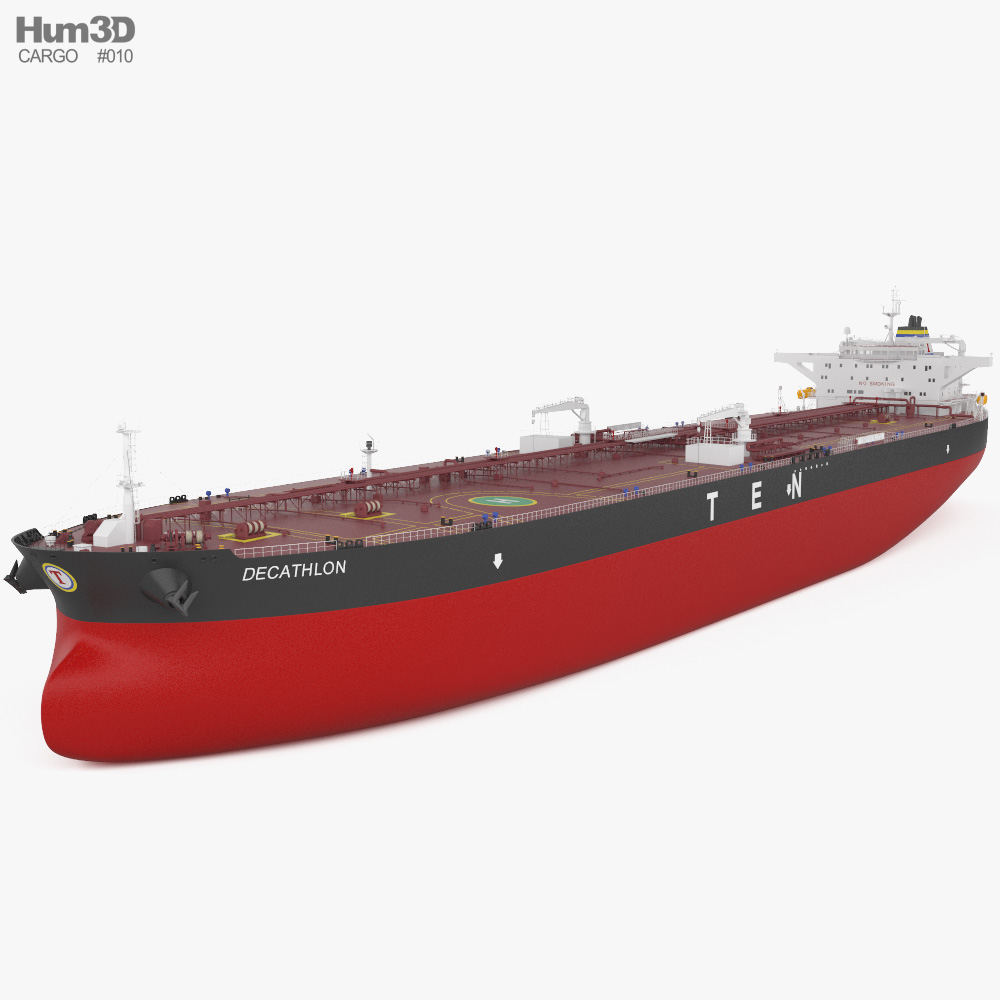 Hum3D
CARGO #010
NO SMOKING
T E N
H
DECATHLON
T